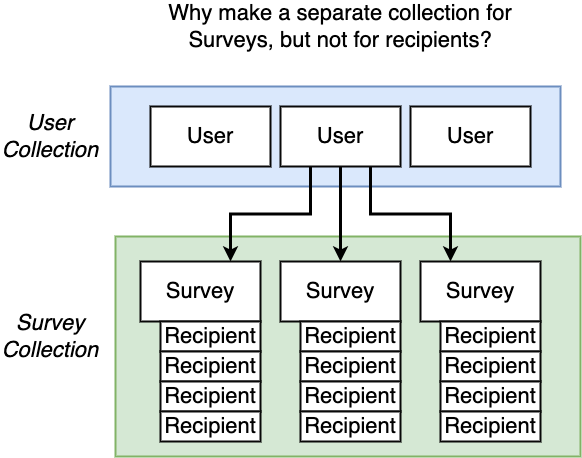 Why make a separate collection for
Surveys, but not for recipients?
User
Collection
User
User
User
Survey
Collection
Survey
Survey
Survey
Recipient
Recipient
Recipient
Recipient
Recipient
Recipient
Recipient
Recipient
Recipient
Recipient
Recipient
Recipient